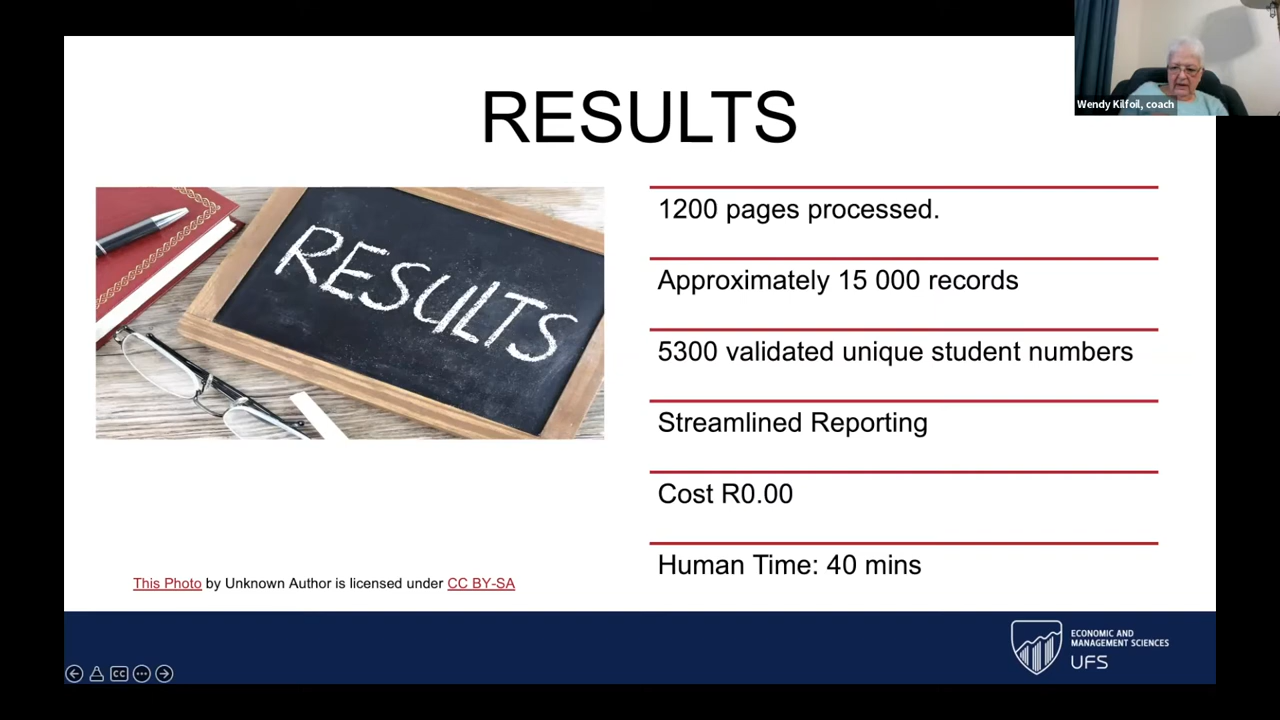 Wendy Kilfoil, coach
RESULTS
RESULTS
1200 pages processed.
Approximately 15 000 records
5300 validated unique student numbers
Streamlined Reporting
Cost R0.00
Human Time: 40 mins
This Photo by Unknown Author is licensed under CC BY-SA
ECONOMIC AND
MANAGEMENT SCIENCES
UFS
CC